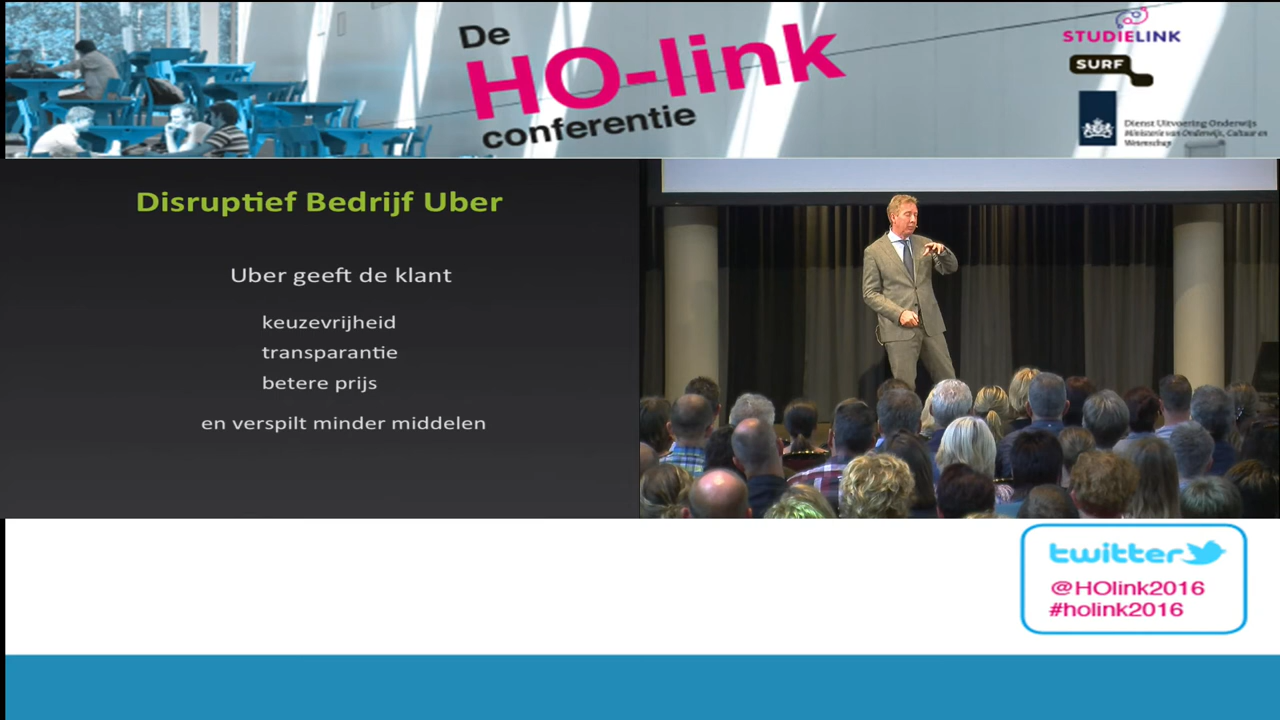 De
HO-link
conferentie
STUDIELINK
SURF
Dienst Uitvoering Onderwijs
Ministerie van Onderwijs, Cultuur en
Wetenschap
Disruptief Bedrijf Uber
Uber geeft de klant
keuzevrijheid
transparantie
betere prijs
en verspilt minder middelen
twitter
@HOlink2016
#holink2016